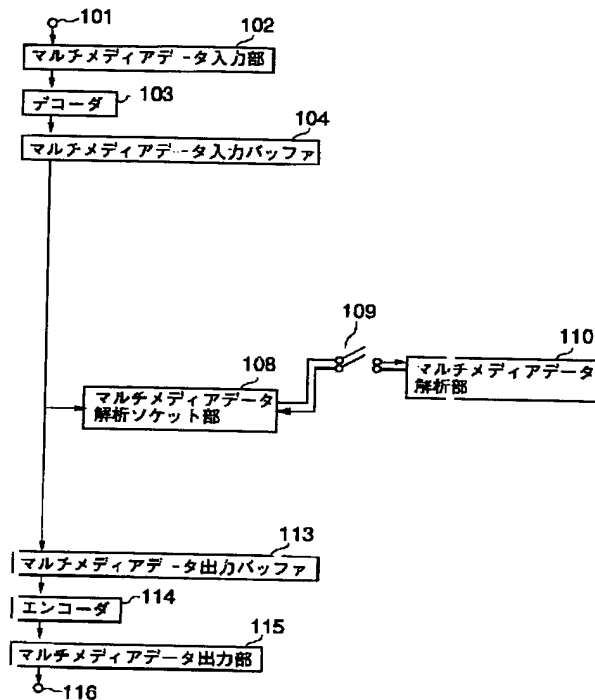 101
102
マルチメディアデータ入力部
103
デコーダ
104
マルチメディアデータ入力バッファ
109
110
マルチメディアデータ
解析部
108
マルチメディアデータ
解析ソケット部
113
マルチメディアデータ出力バッファ
114
エンコーダ
115
マルチメディアデータ出力部
116